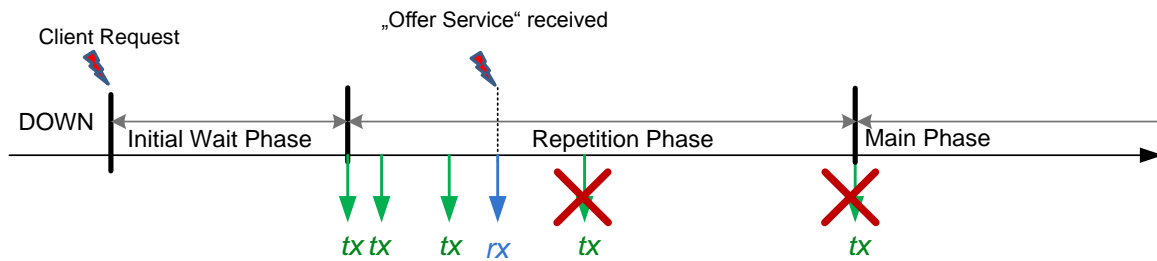 „Offer Service“ received
Client Request
DOWN
Initial Wait Phase
Repetition Phase
Main Phase
tx tx tx rx tx tx